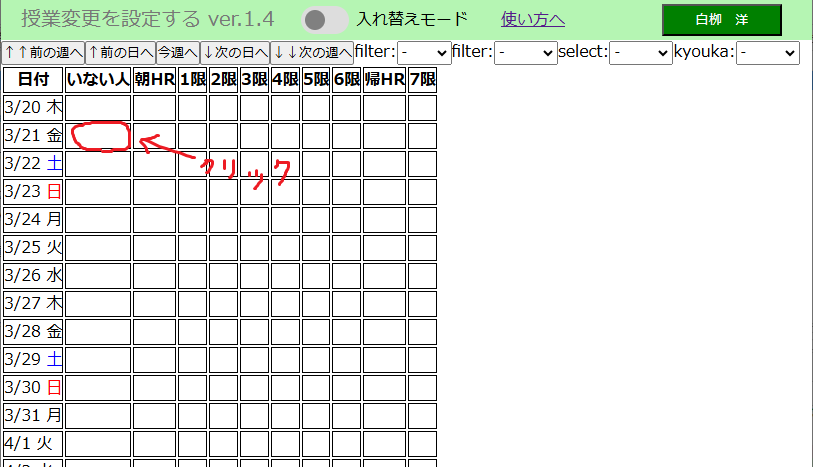 授業変更を設定する ver.1.4 入れ替えモード 使い方へ 白栁 洋
↑↑前の週へ ↑前の日へ 今週へ ↓次の日へ ↓↓次の週へ filter: - filter: - select: - kyouka: -
日付 いない人 朝HR 1限 2限 3限 4限 5限 6限 帰HR 7限
3/20 木
3/21 金
クリック
3/22 土
3/23 日
3/24 月
3/25 火
3/26 水
3/27 木
3/28 金
3/29 土
3/30 日
3/31 月
4/1 火